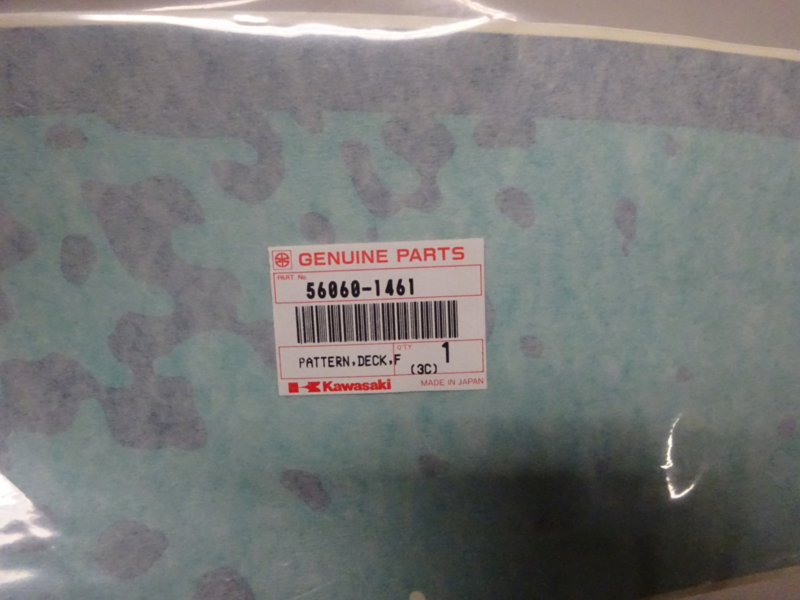 GENUINE PARTS
PART No.
56060-1461
PATTERN,DECK,F
Q'TY 1
(3C)
Kawasaki
MADE IN JAPAN